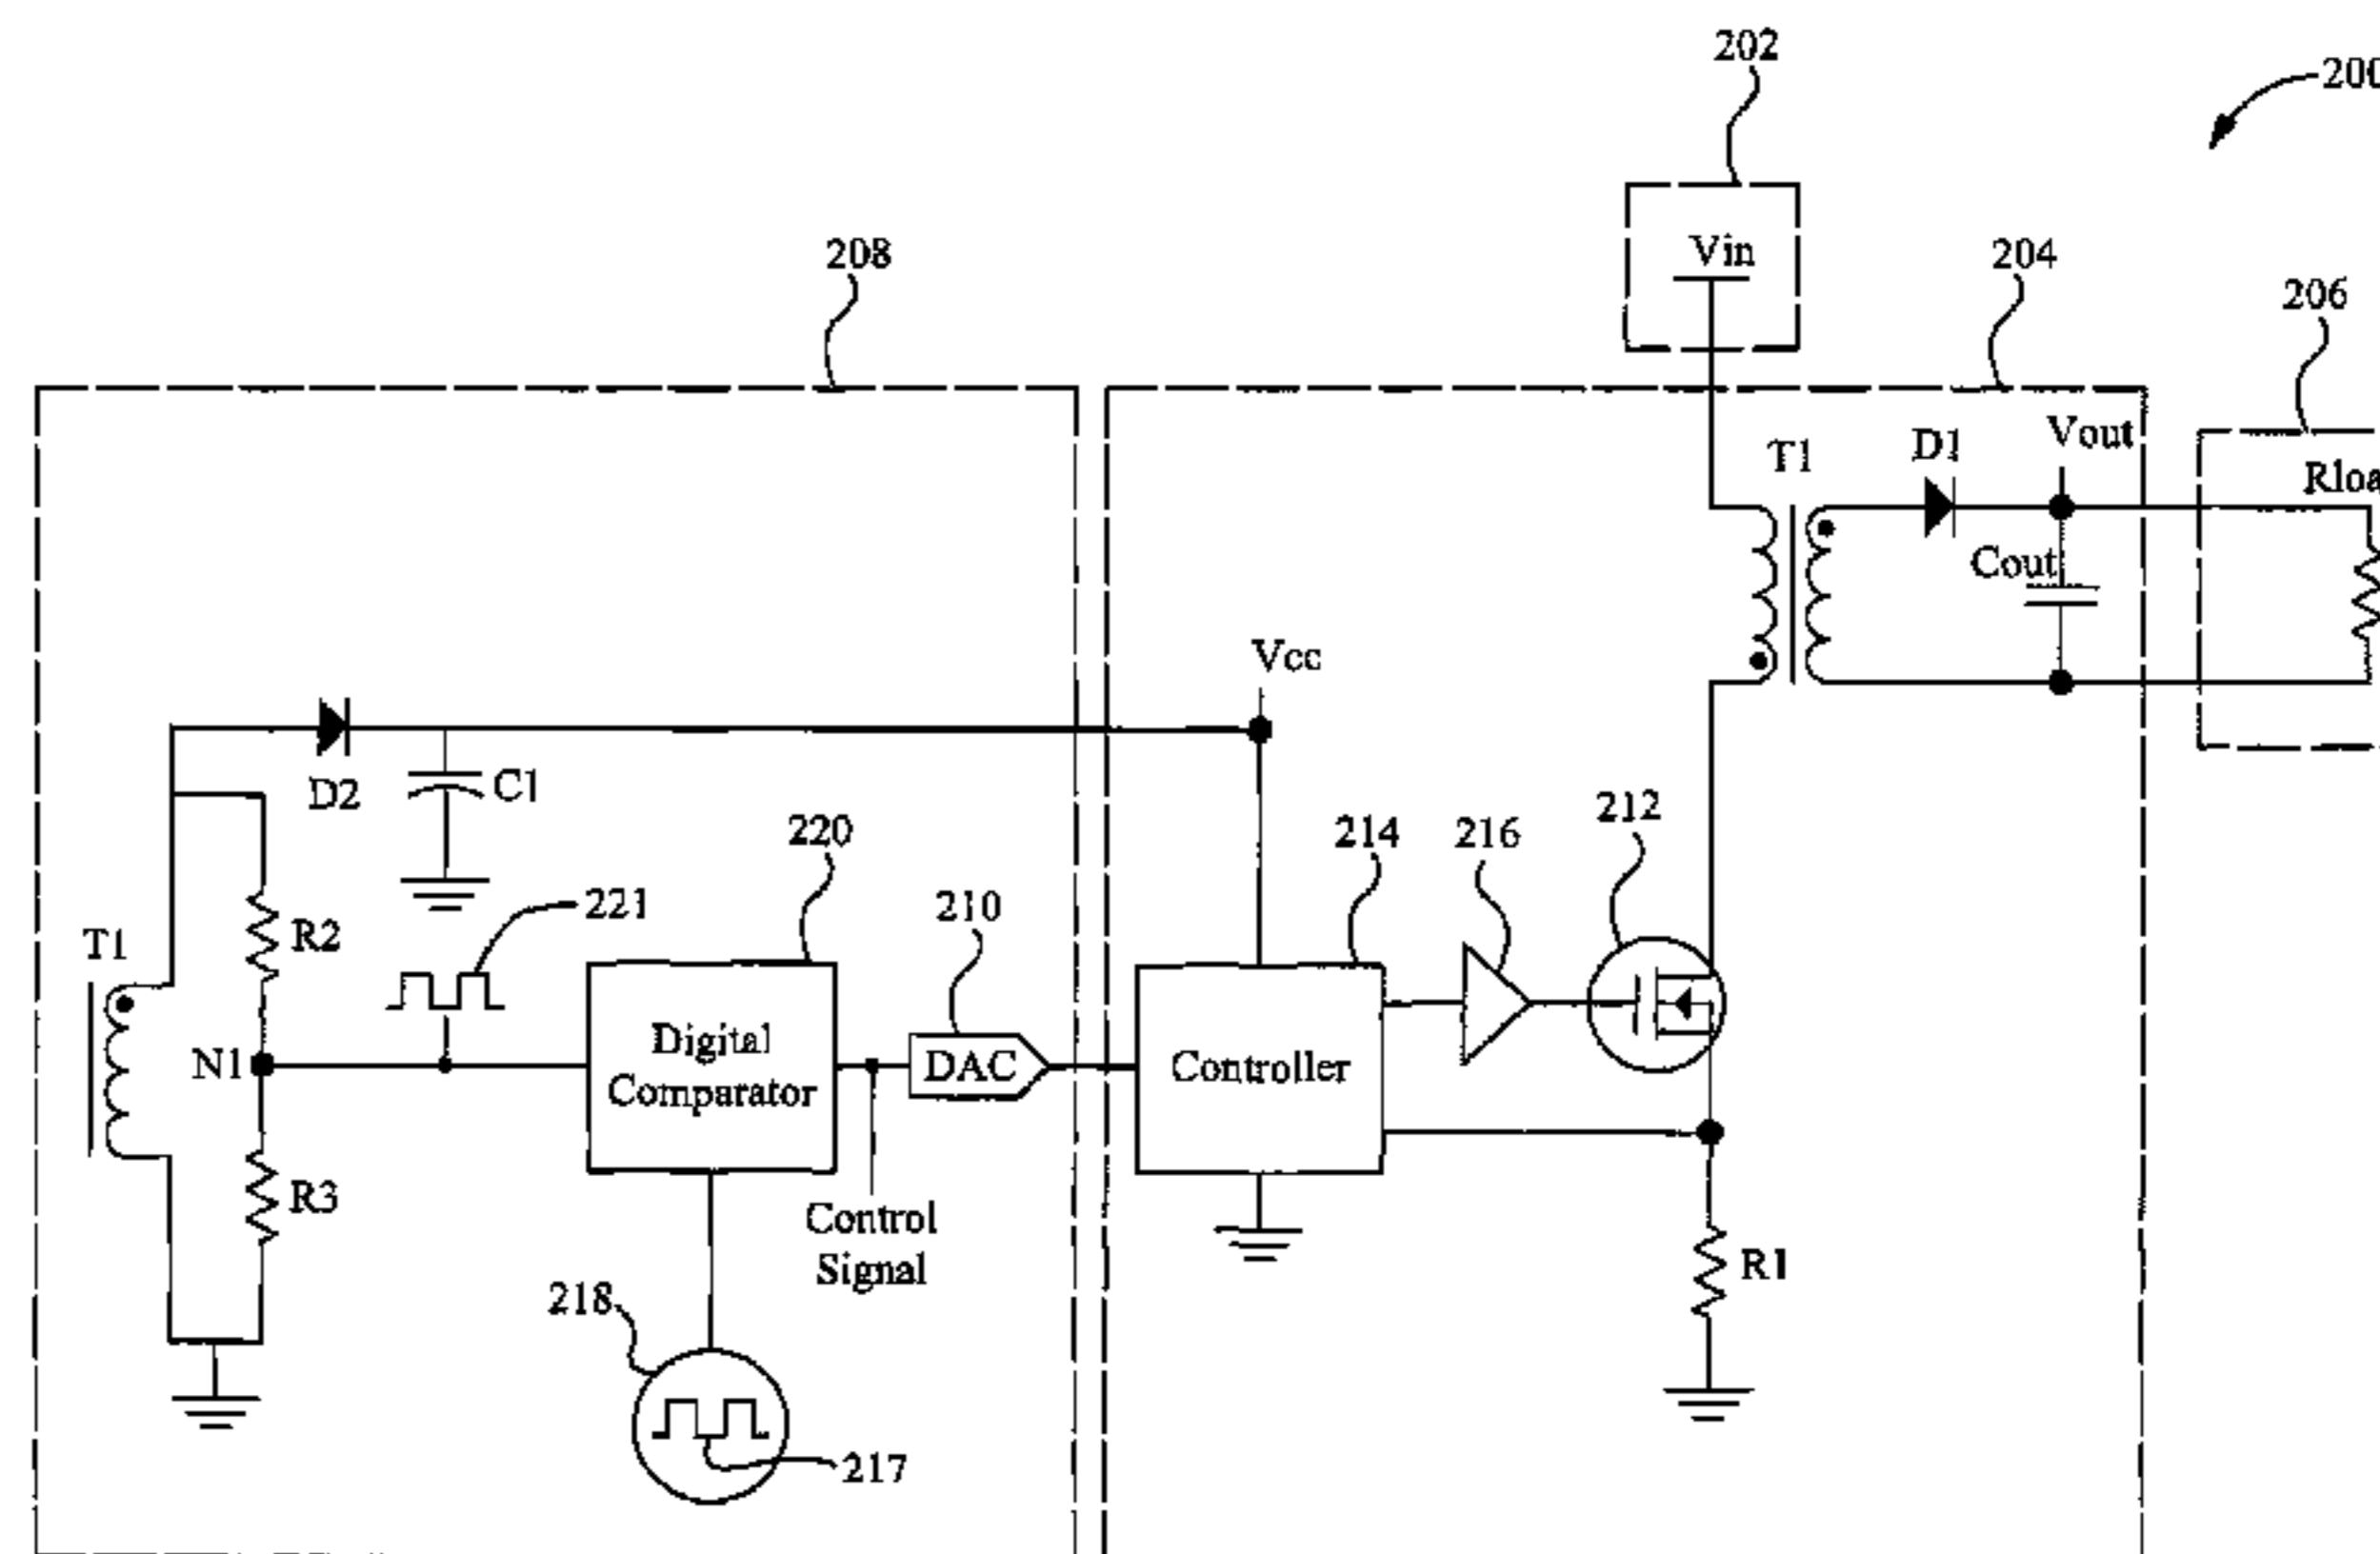 202
200
208
Vin
204
206
Vout
D1
T1
Rloa
Cout
Vcc
D2
C1
220
214
216
212
221
210
R2
T1
Digital
Comparator
DAC
Controller
N1
R3
Control
Signal
R1
218
217